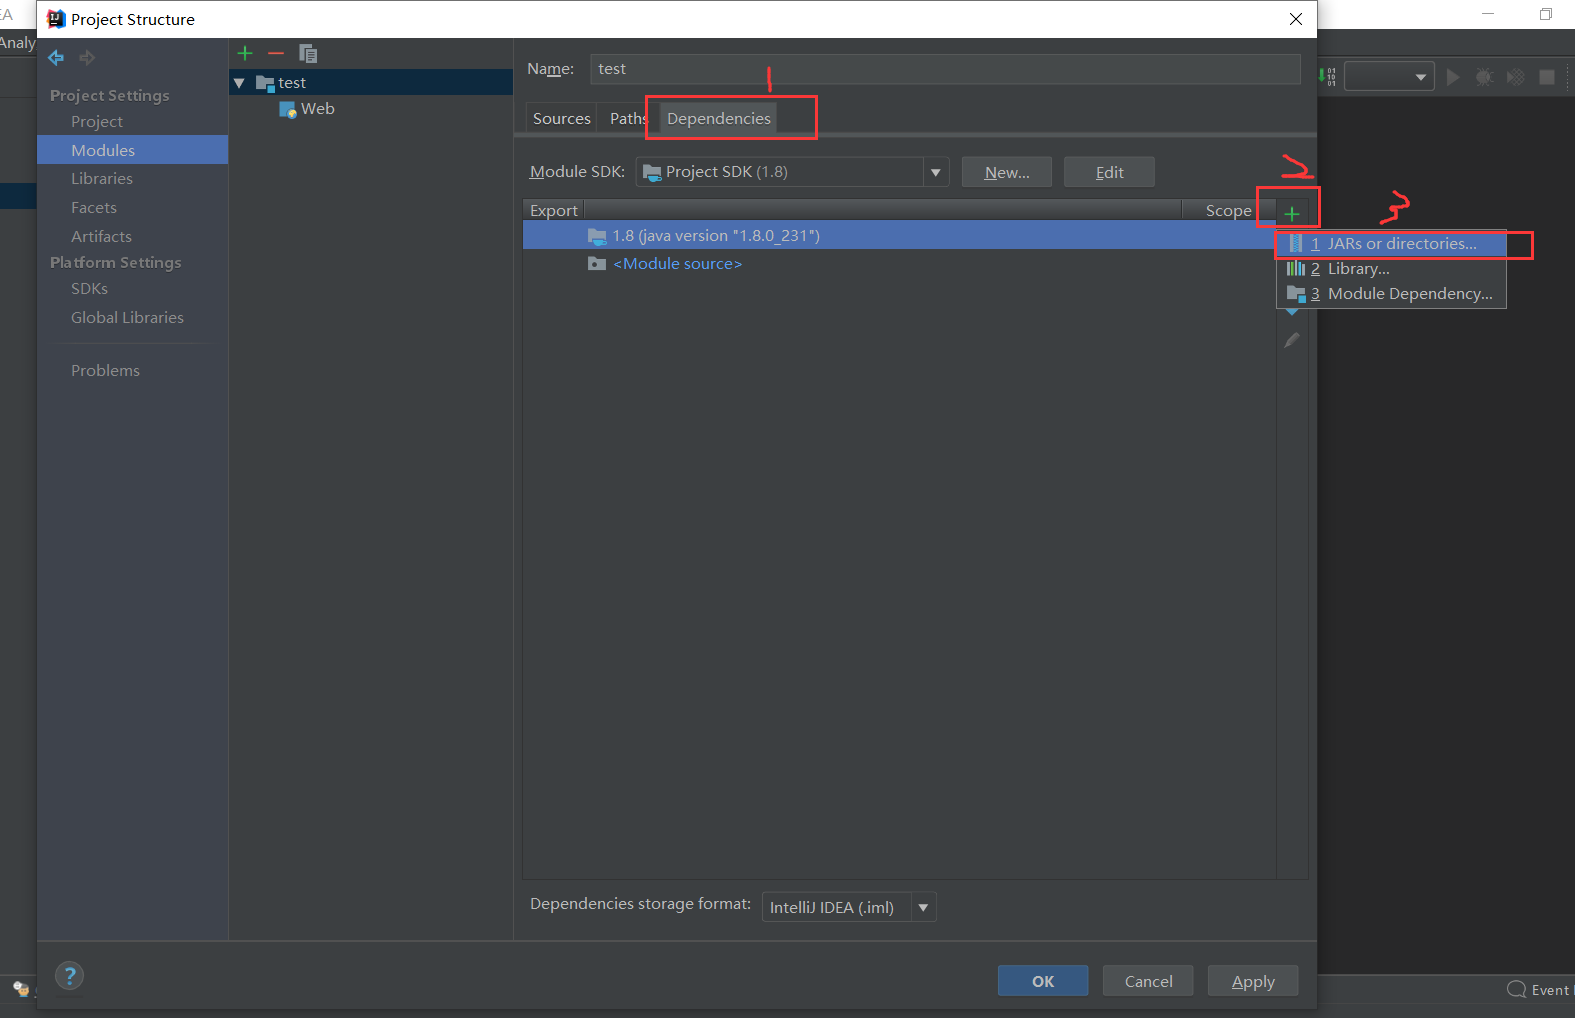 EA
Project Structure
Analy
Project Settings
Project
Modules
Libraries
Facets
Artifacts
Platform Settings
SDKs
Global Libraries
Problems
test
Web
Name: test
1
Sources Paths Dependencies
Module SDK: Project SDK (1.8) New... Edit
2
Export Scope
3
1.8 (java version "1.8.0_231")
<Module source>
1 JARs or directories...
2 Library...
3 Module Dependency...
Dependencies storage format: IntelliJ IDEA (.iml)
? OK Cancel Apply
Event